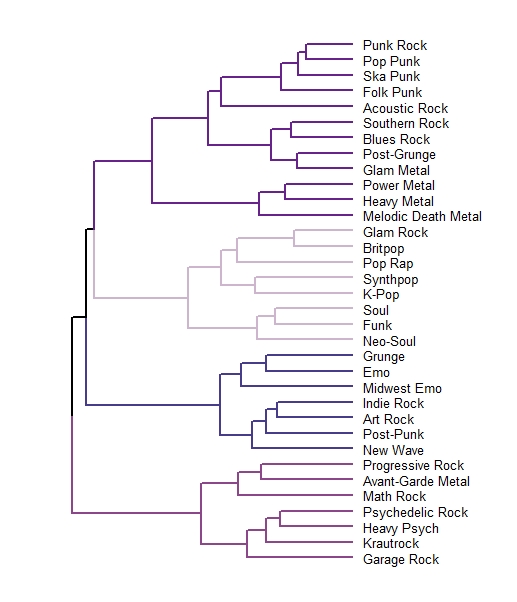 Punk Rock
Pop Punk
Ska Punk
Folk Punk
Acoustic Rock
Southern Rock
Blues Rock
Post-Grunge
Glam Metal
Power Metal
Heavy Metal
Melodic Death Metal
Glam Rock
Britpop
Pop Rap
Synthpop
K-Pop
Soul
Funk
Neo-Soul
Grunge
Emo
Midwest Emo
Indie Rock
Art Rock
Post-Punk
New Wave
Progressive Rock
Avant-Garde Metal
Math Rock
Psychedelic Rock
Heavy Psych
Krautrock
Garage Rock